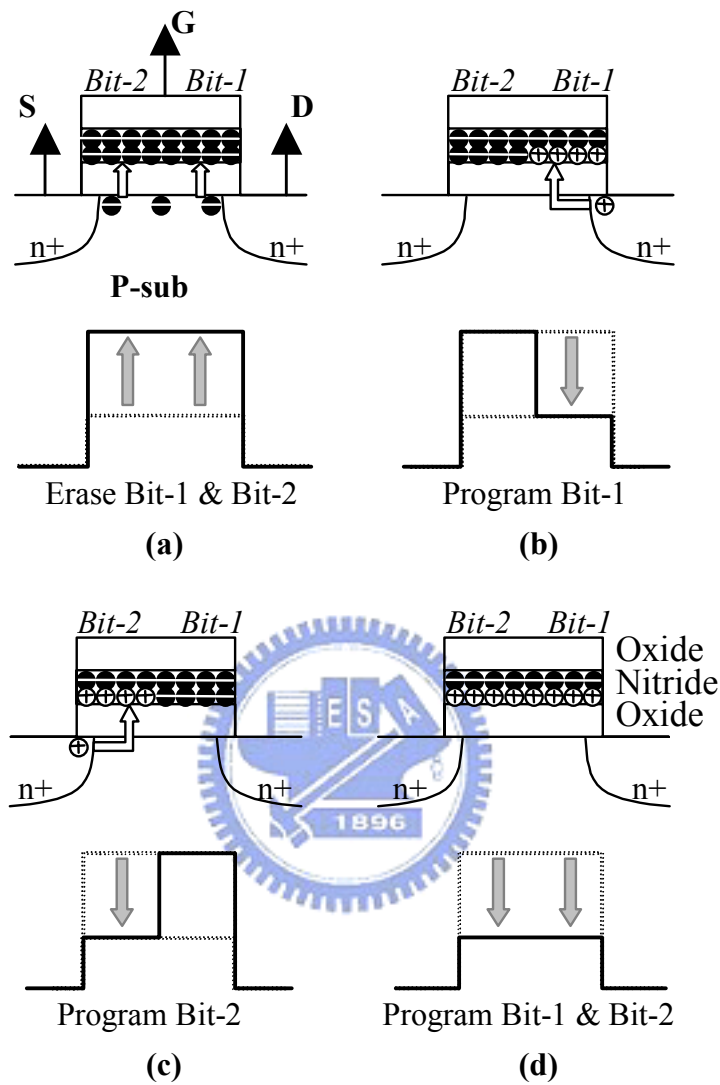 G
Bit-2 Bit-1 Bit-2 Bit-1
S D
n+ n+ n+ n+
P-sub
Erase Bit-1 & Bit-2 Program Bit-1
(a) (b)
Bit-2 Bit-1 Bit-2 Bit-1
Oxide
Nitride
Oxide
E S A
n+ n+ n+ n+
1896
Program Bit-2 Program Bit-1 & Bit-2
(c) (d)